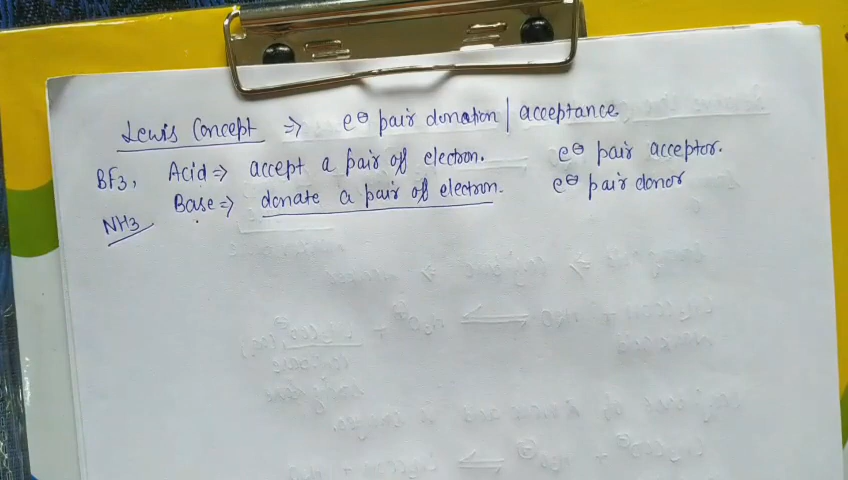 Lewis Concept => e⊖ pair donation | acceptance
BF3, Acid => accept a pair of electron. e⊖ pair acceptor.
Base => donate a pair of electron. e⊖ pair donor
NH3